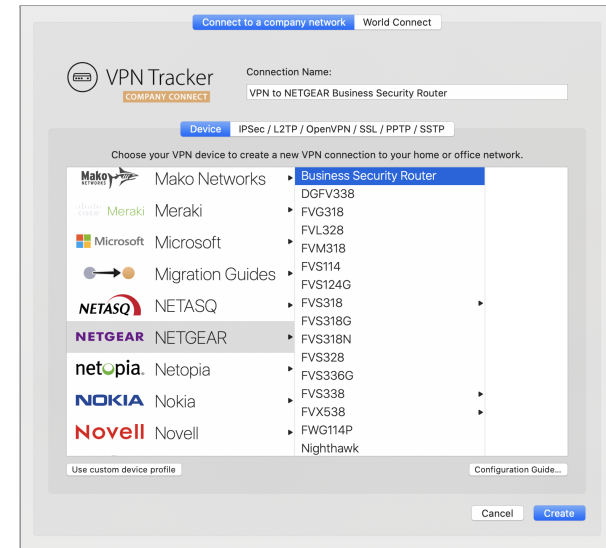 Connect to a company network World Connect
VPN Tracker
COMPANY CONNECT
Connection Name:
VPN to NETGEAR Business Security Router
Device IPSec / L2TP / OpenVPN / SSL / PPTP / SSTP
Choose your VPN device to create a new VPN connection to your home or office network.
Mako NETWORKS Mako Networks
cisco Meraki Meraki
Microsoft Microsoft
Migration Guides
NETASQ NETASQ
NETGEAR NETGEAR
netopia. Netopia
NOKIA Nokia
Novell Novell
Business Security Router
DGFV338
FVG318
FVL328
FVM318
FVS114
FVS124G
FVS318
FVS318G
FVS318N
FVS328
FVS336G
FVS338
FVX538
FWG114P
Nighthawk
Use custom device profile Configuration Guide...
Cancel Create